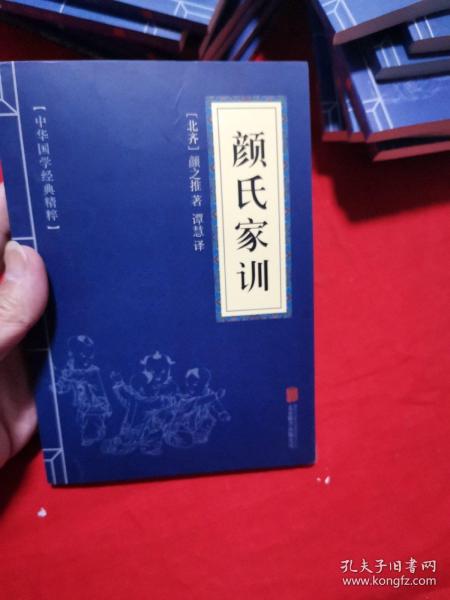 颜氏家训
[北齐]颜之推 著 谭慧 译
【中华国学经典精粹】
孔夫子旧书网
www.kongfz.com